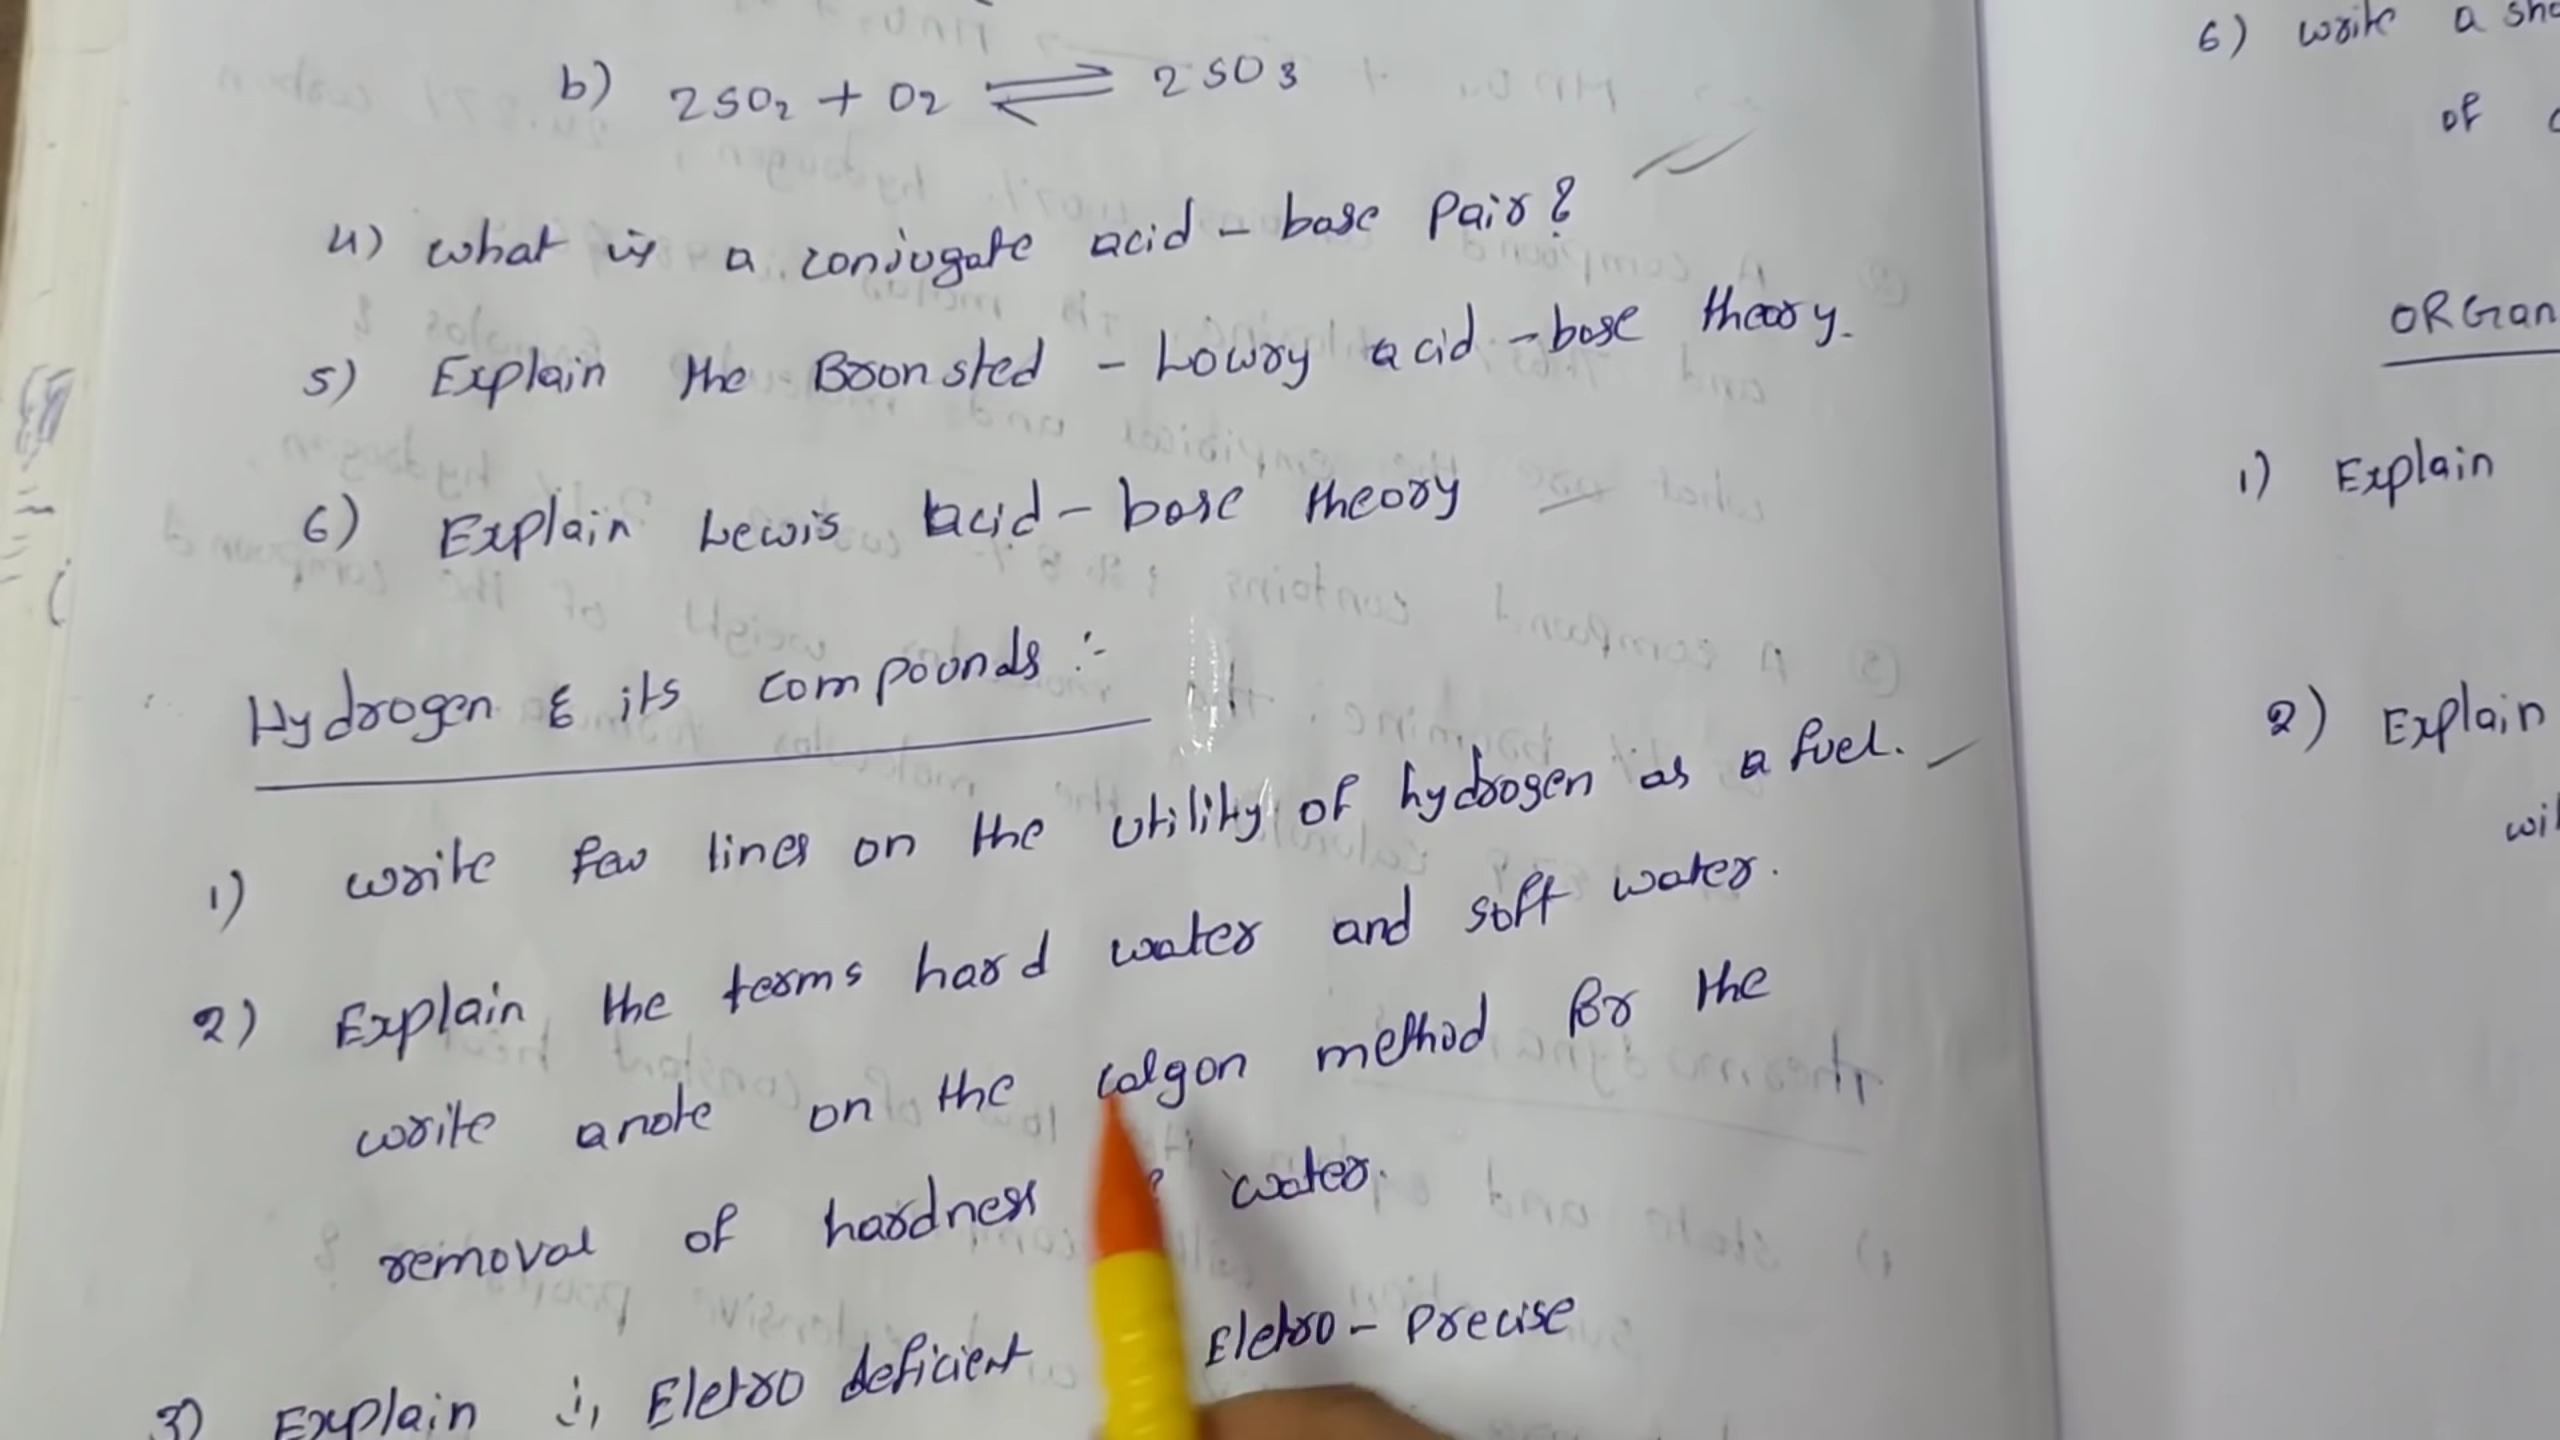 b) 2SO2 + O2 ⇌ 2SO3
4) what is a conjugate acid - base pair?
5) Explain the Bronsted - Lowry acid - base theory.
6) Explain Lewis acid - base theory
Hydrogen & its compounds :-
1) write few lines on the utility of hydrogen as a fuel.
2) Explain the terms hard water and soft water.
write a note on the calgon method for the
removal of hardness water.
3) Explain i, Eletro deficient Eletro - Precise
6) write a sho
of
ORGan
1) Explain
2) Explain
wil